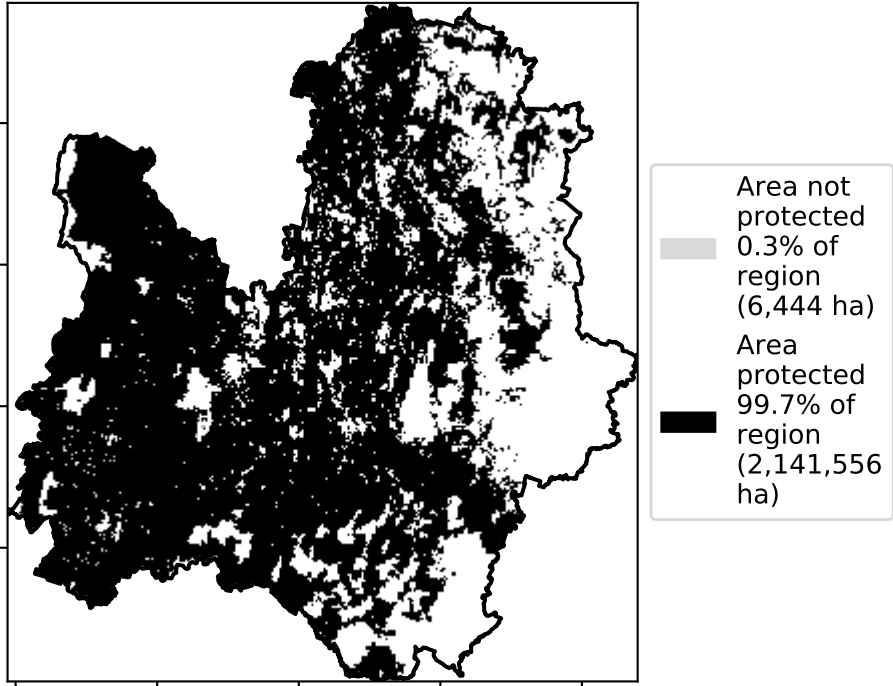 Area not
protected
0.3% of
region
(6,444 ha)
Area
protected
99.7% of
region
(2,141,556
ha)